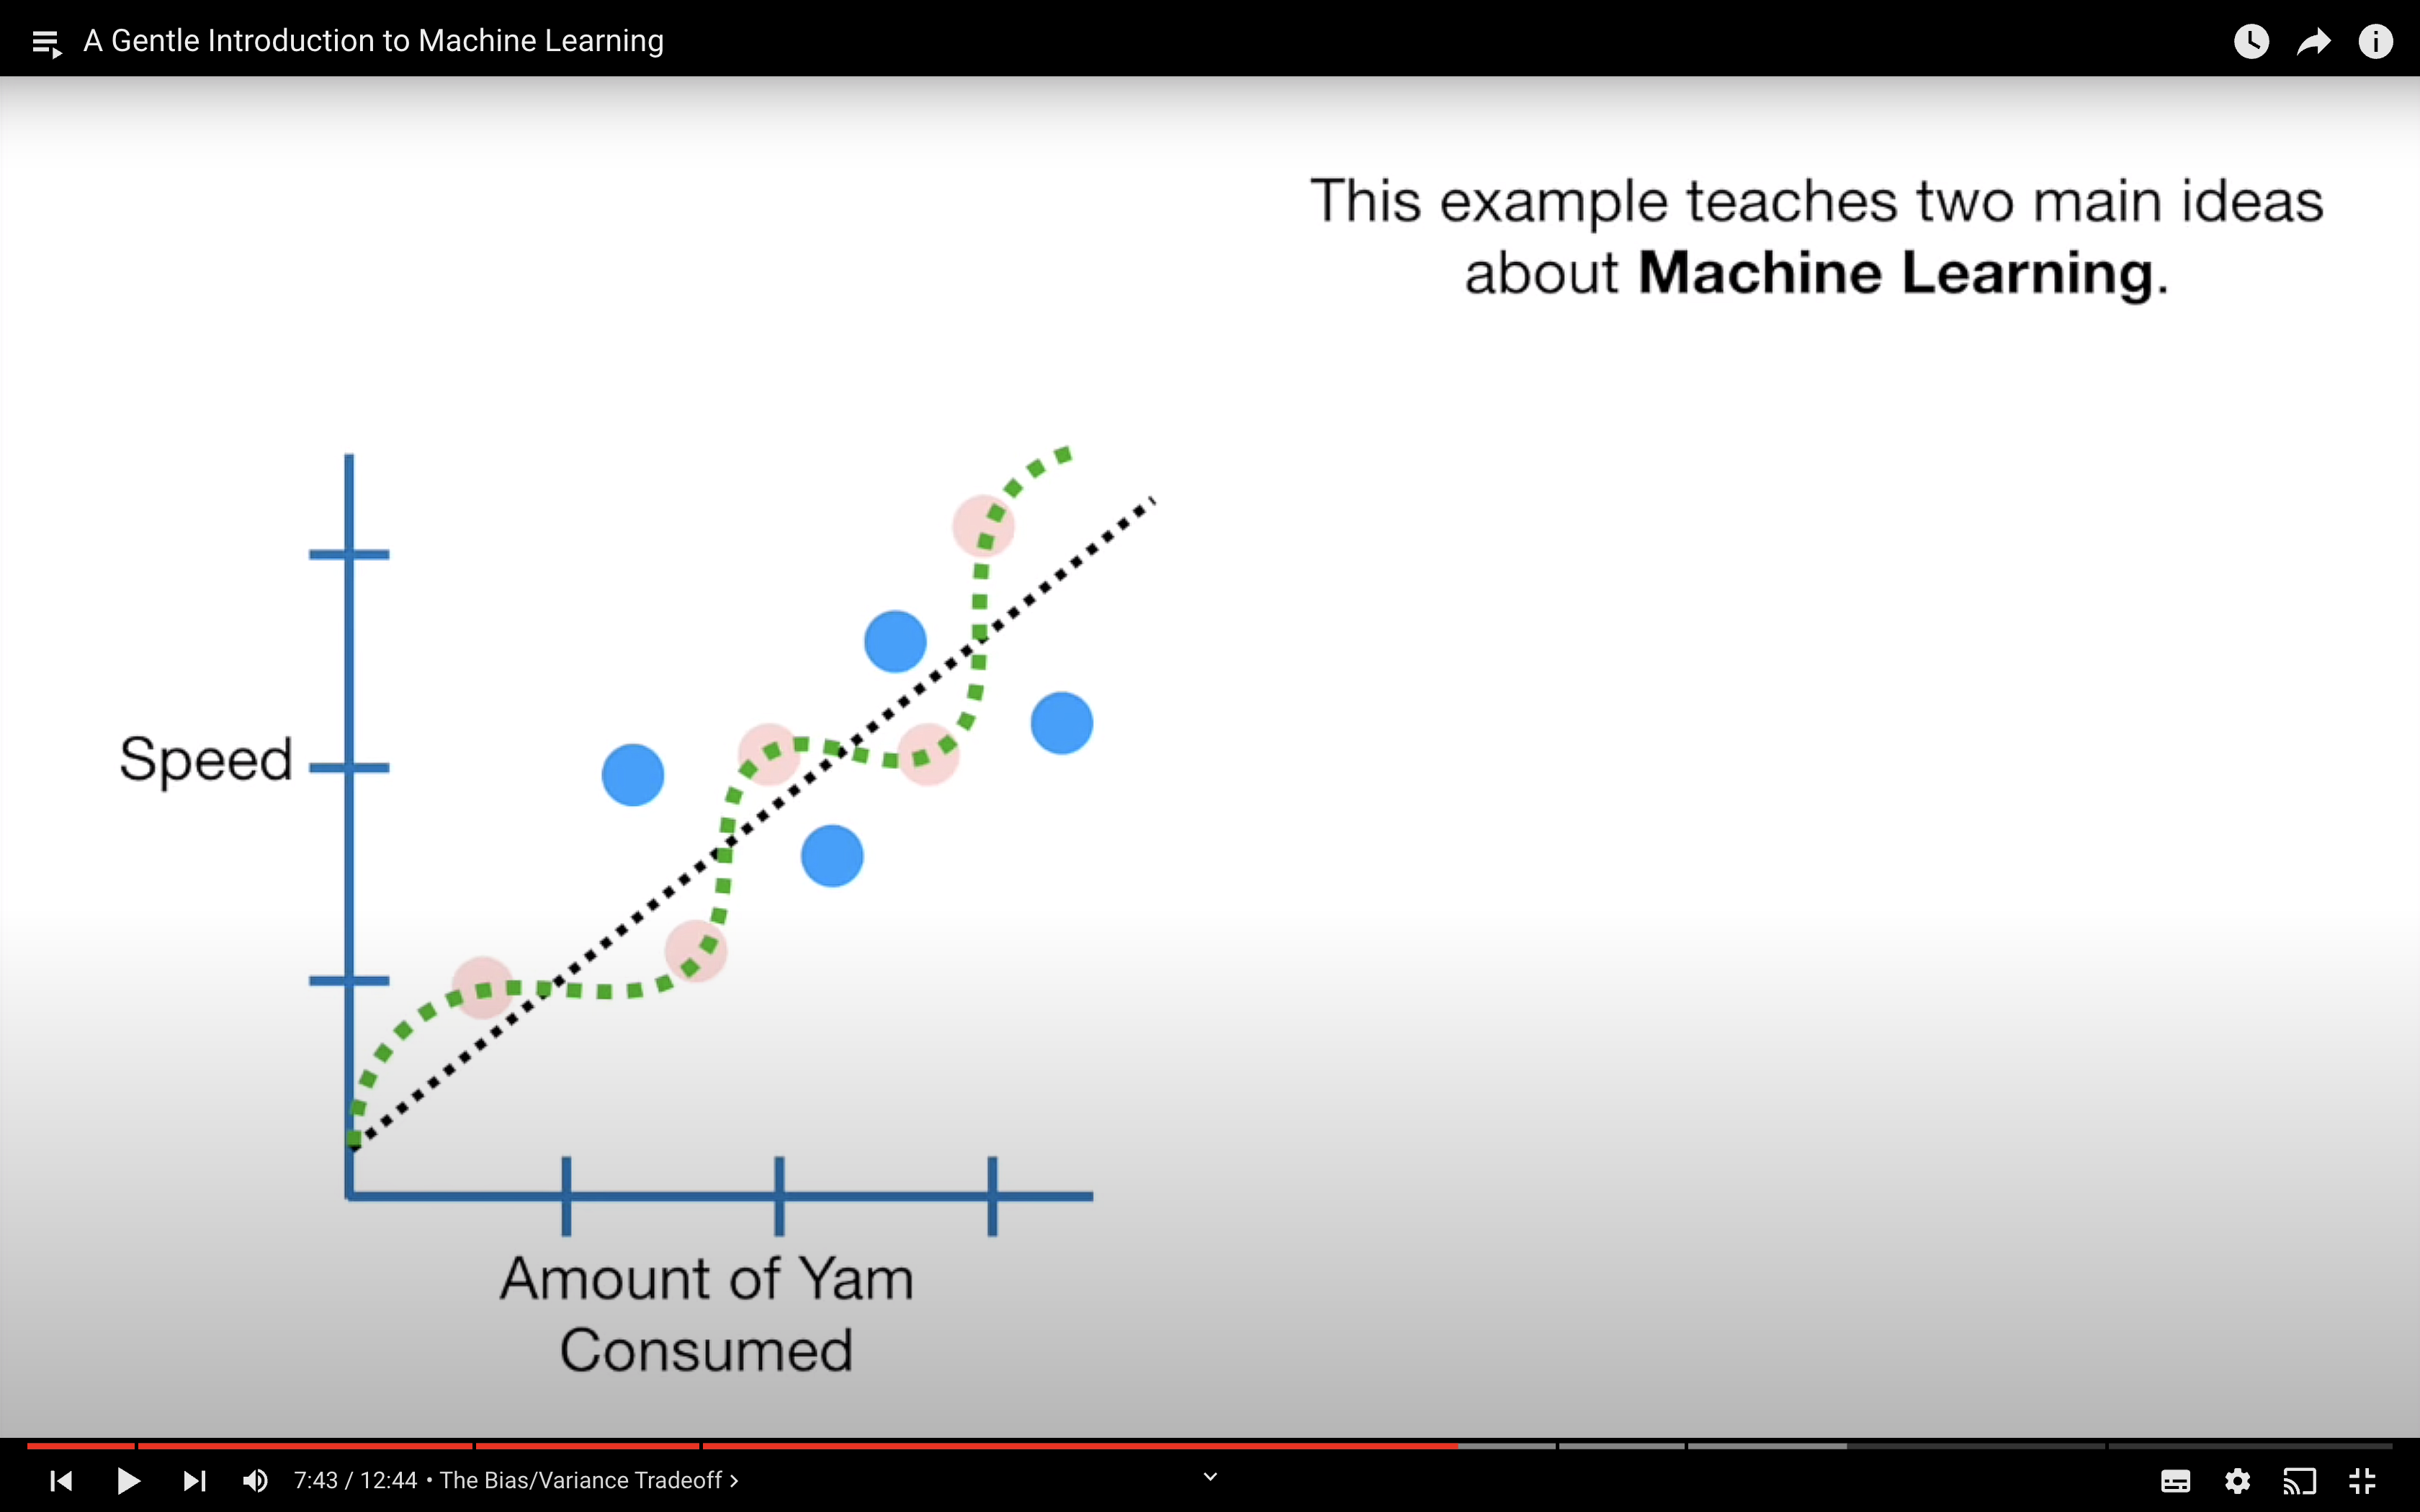 A Gentle Introduction to Machine Learning
This example teaches two main ideas
about Machine Learning.
Speed
Amount of Yam
Consumed
7:43 / 12:44 • The Bias/Variance Tradeoff ›